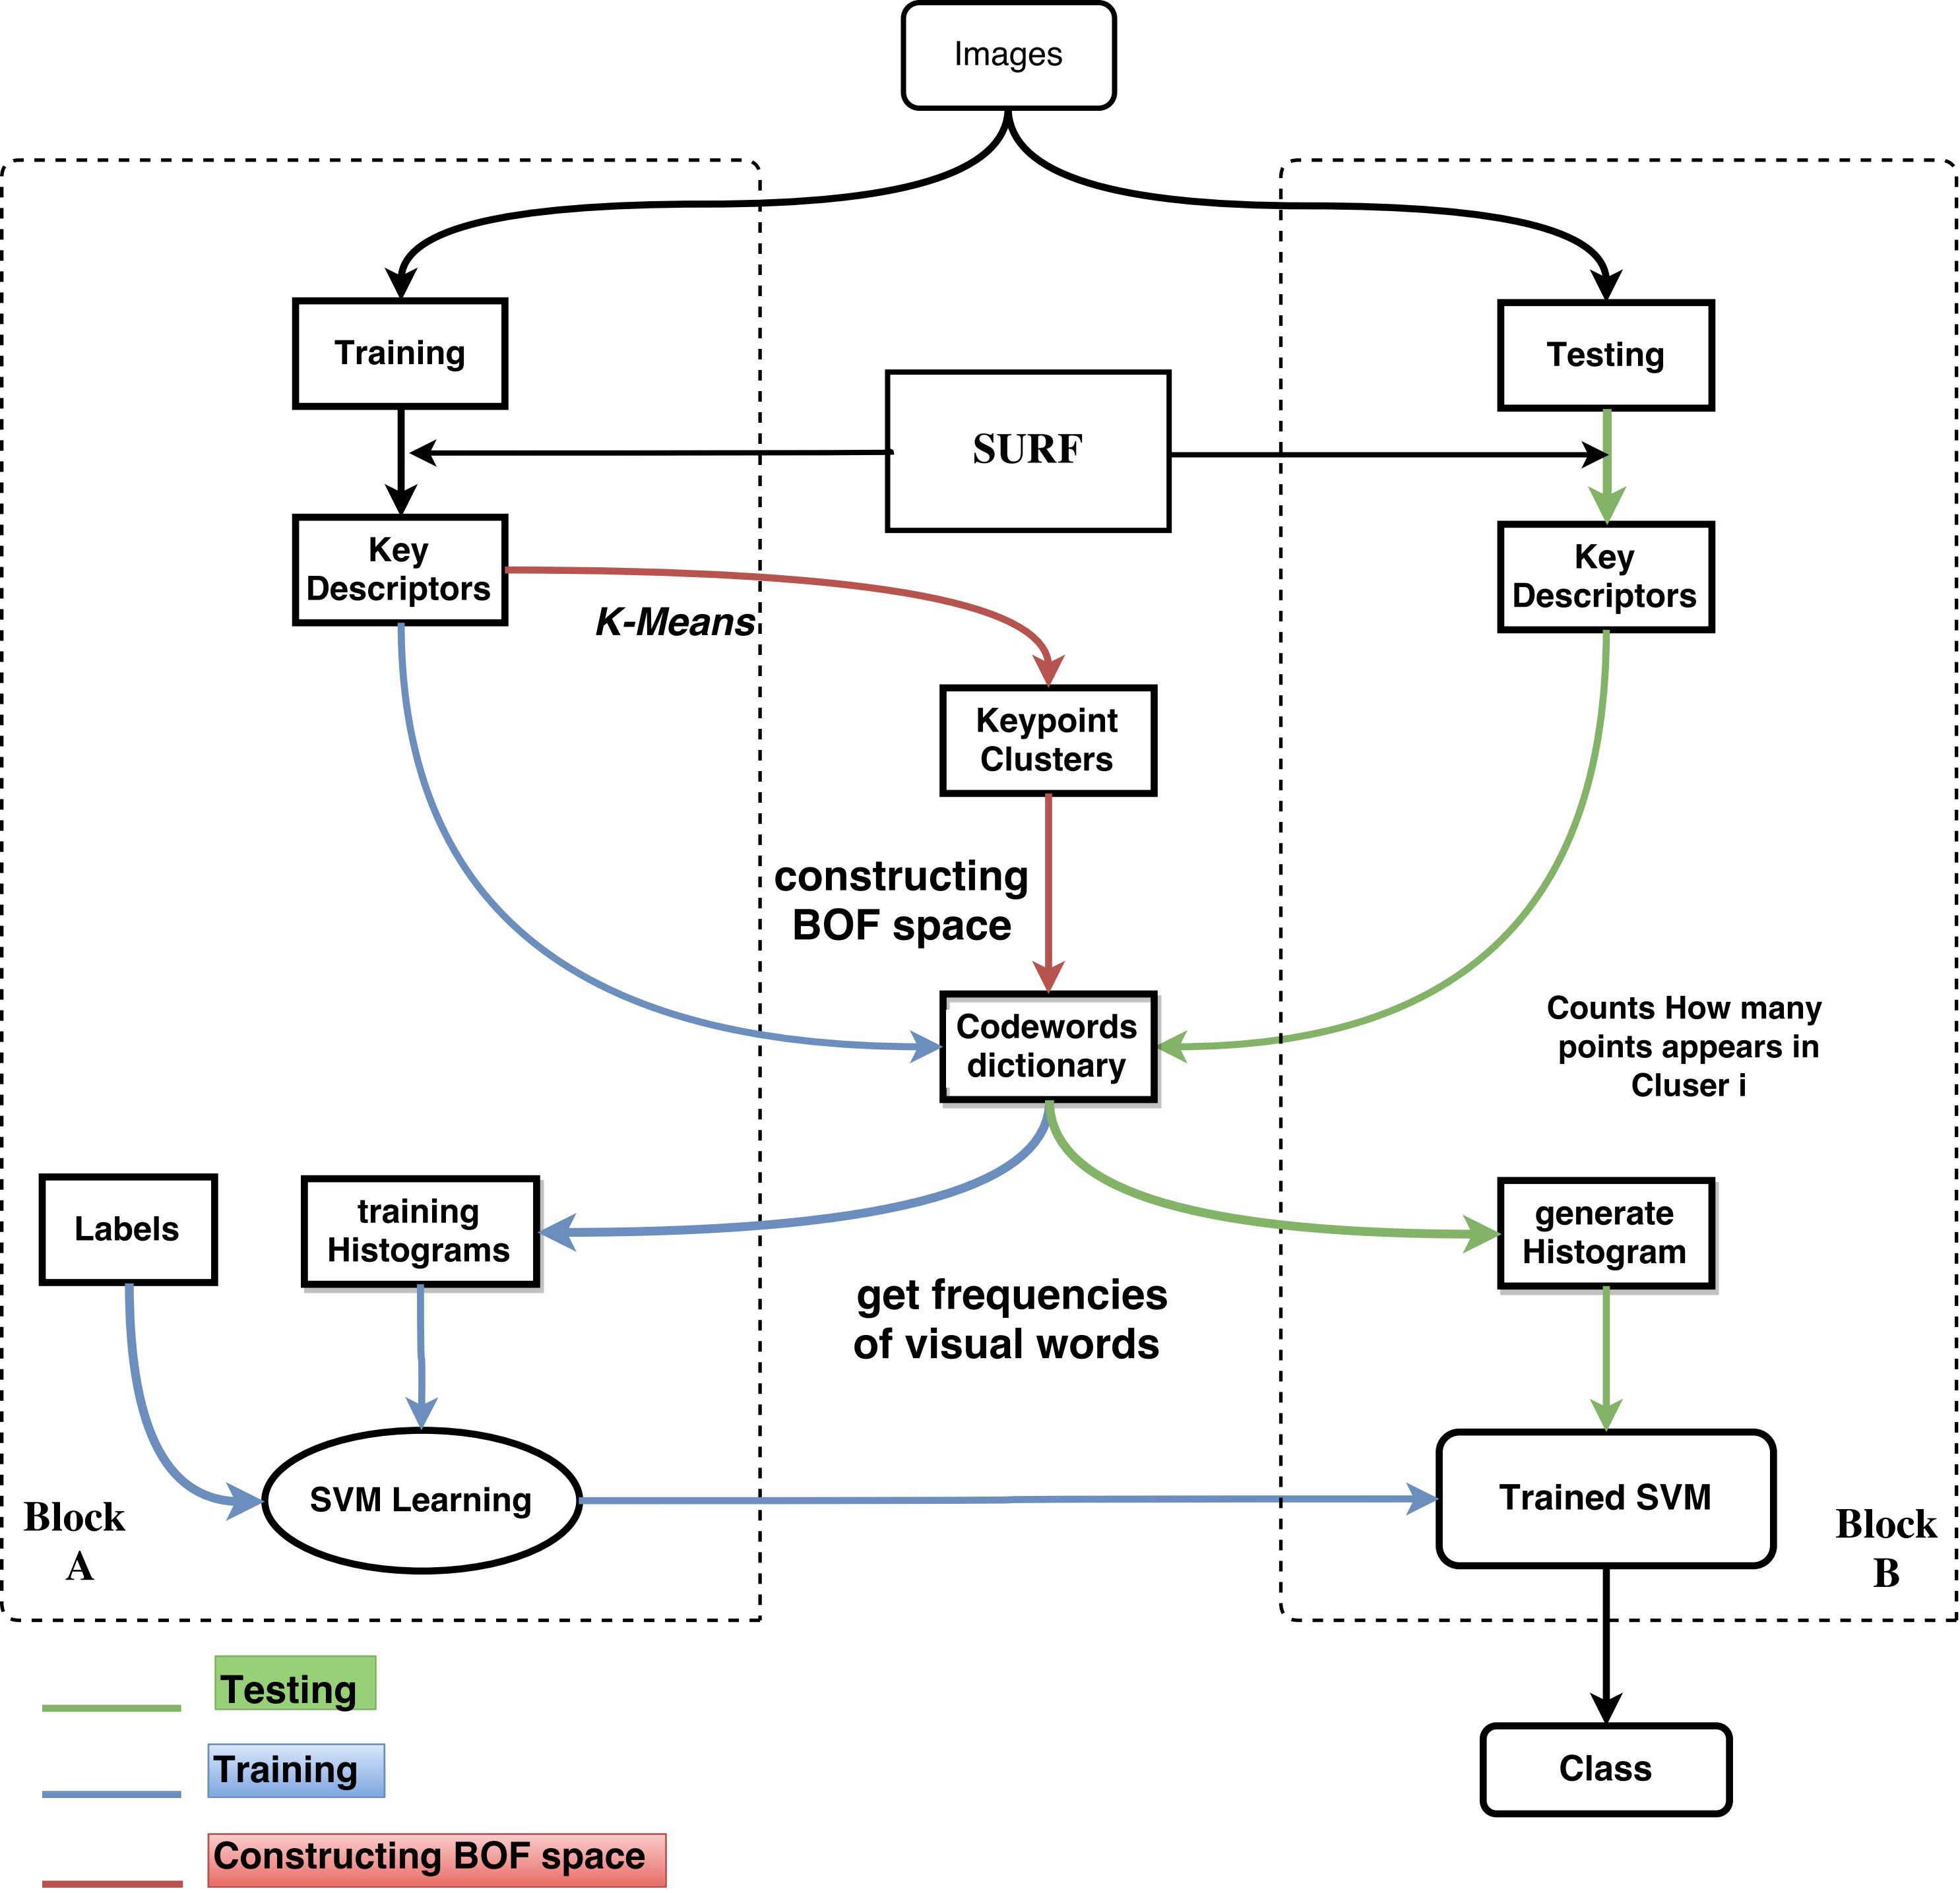 Images
Training
Testing
SURF
Key
Descriptors
Key
Descriptors
K-Means
Keypoint
Clusters
constructing
BOF space
Codewords
dictionary
Counts How many
points appears in
Cluser i
Labels
training
Histograms
generate
Histogram
get frequencies
of visual words
SVM Learning
Trained SVM
Block
A
Block
B
Testing
Training
Class
Constructing BOF space